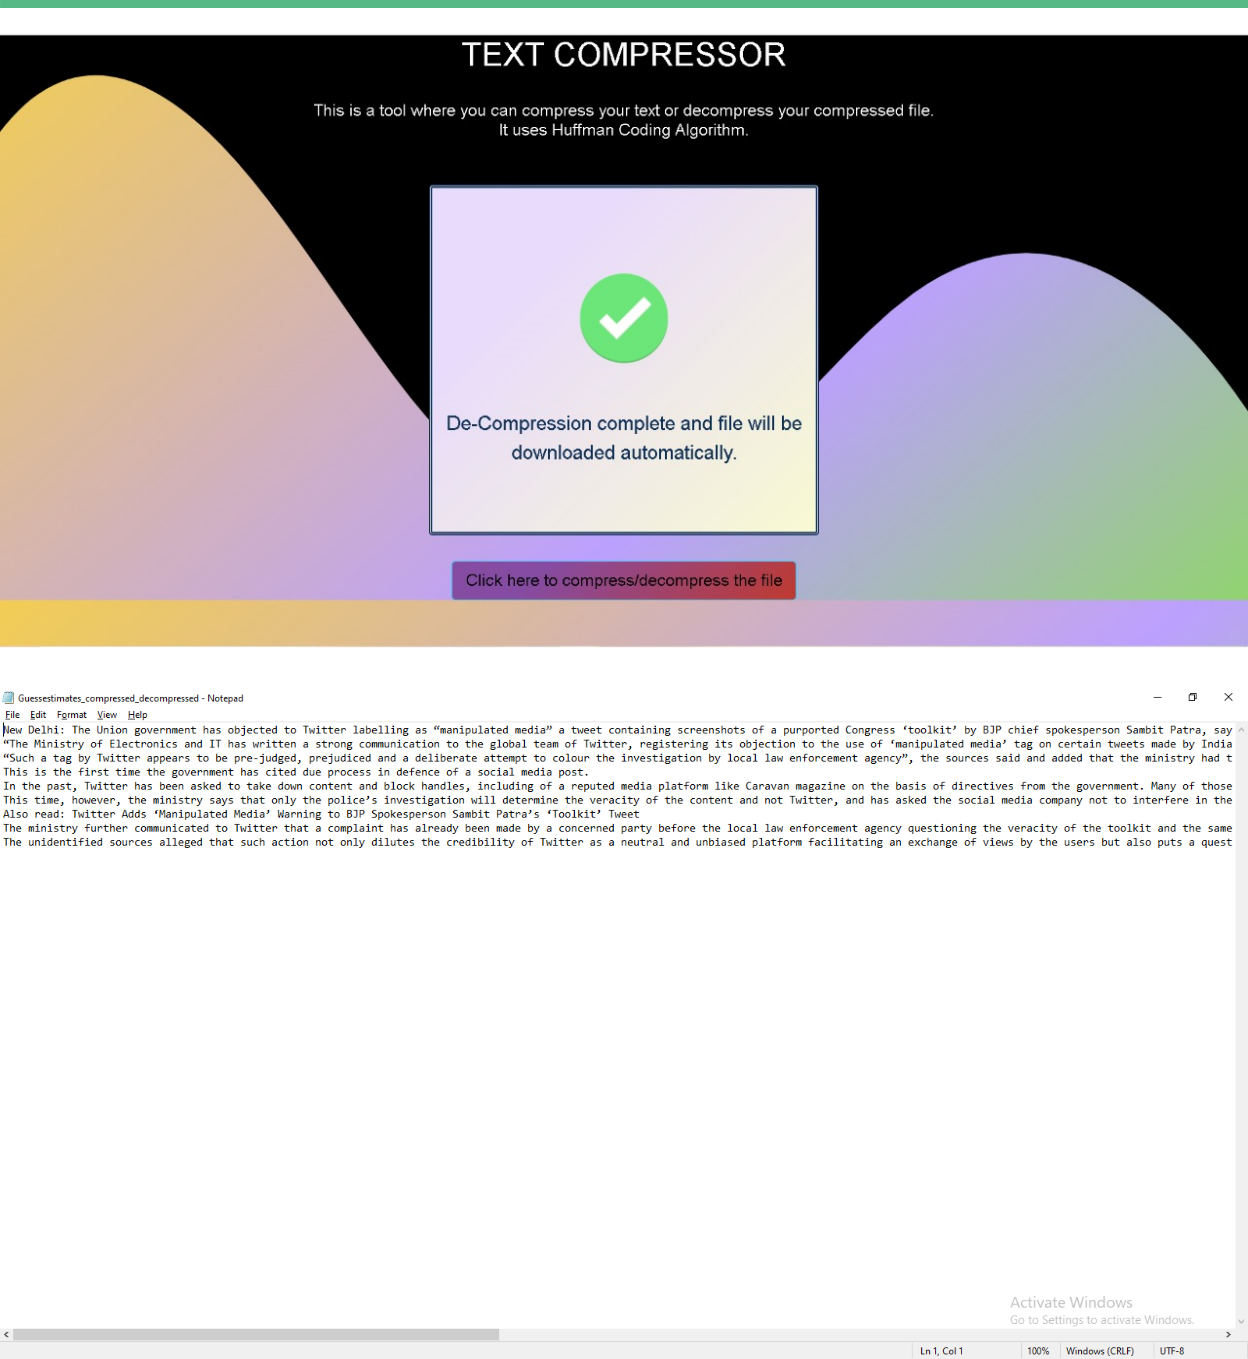 TEXT COMPRESSOR
This is a tool where you can compress your text or decompress your compressed file.
It uses Huffman Coding Algorithm.
De-Compression complete and file will be
downloaded automatically.
Click here to compress/decompress the file
Guessestimates_compressed_decompressed - Notepad
File Edit Format View Help
New Delhi: The Union government has objected to Twitter labelling as “manipulated media” a tweet containing screenshots of a purported Congress ‘toolkit’ by BJP chief spokesperson Sambit Patra, say
“The Ministry of Electronics and IT has written a strong communication to the global team of Twitter, registering its objection to the use of ‘manipulated media’ tag on certain tweets made by India
“Such a tag by Twitter appears to be pre-judged, prejudiced and a deliberate attempt to colour the investigation by local law enforcement agency”, the sources said and added that the ministry had t
This is the first time the government has cited due process in defence of a social media post.
In the past, Twitter has been asked to take down content and block handles, including of a reputed media platform like Caravan magazine on the basis of directives from the government. Many of those
This time, however, the ministry says that only the police’s investigation will determine the veracity of the content and not Twitter, and has asked the social media company not to interfere in the
Also read: Twitter Adds ‘Manipulated Media’ Warning to BJP Spokesperson Sambit Patra’s ‘Toolkit’ Tweet
The ministry further communicated to Twitter that a complaint has already been made by a concerned party before the local law enforcement agency questioning the veracity of the toolkit and the same
The unidentified sources alleged that such action not only dilutes the credibility of Twitter as a neutral and unbiased platform facilitating an exchange of views by the users but also puts a quest
Activate Windows
Go to Settings to activate Windows.
Ln 1, Col 1 100% Windows (CRLF) UTF-8